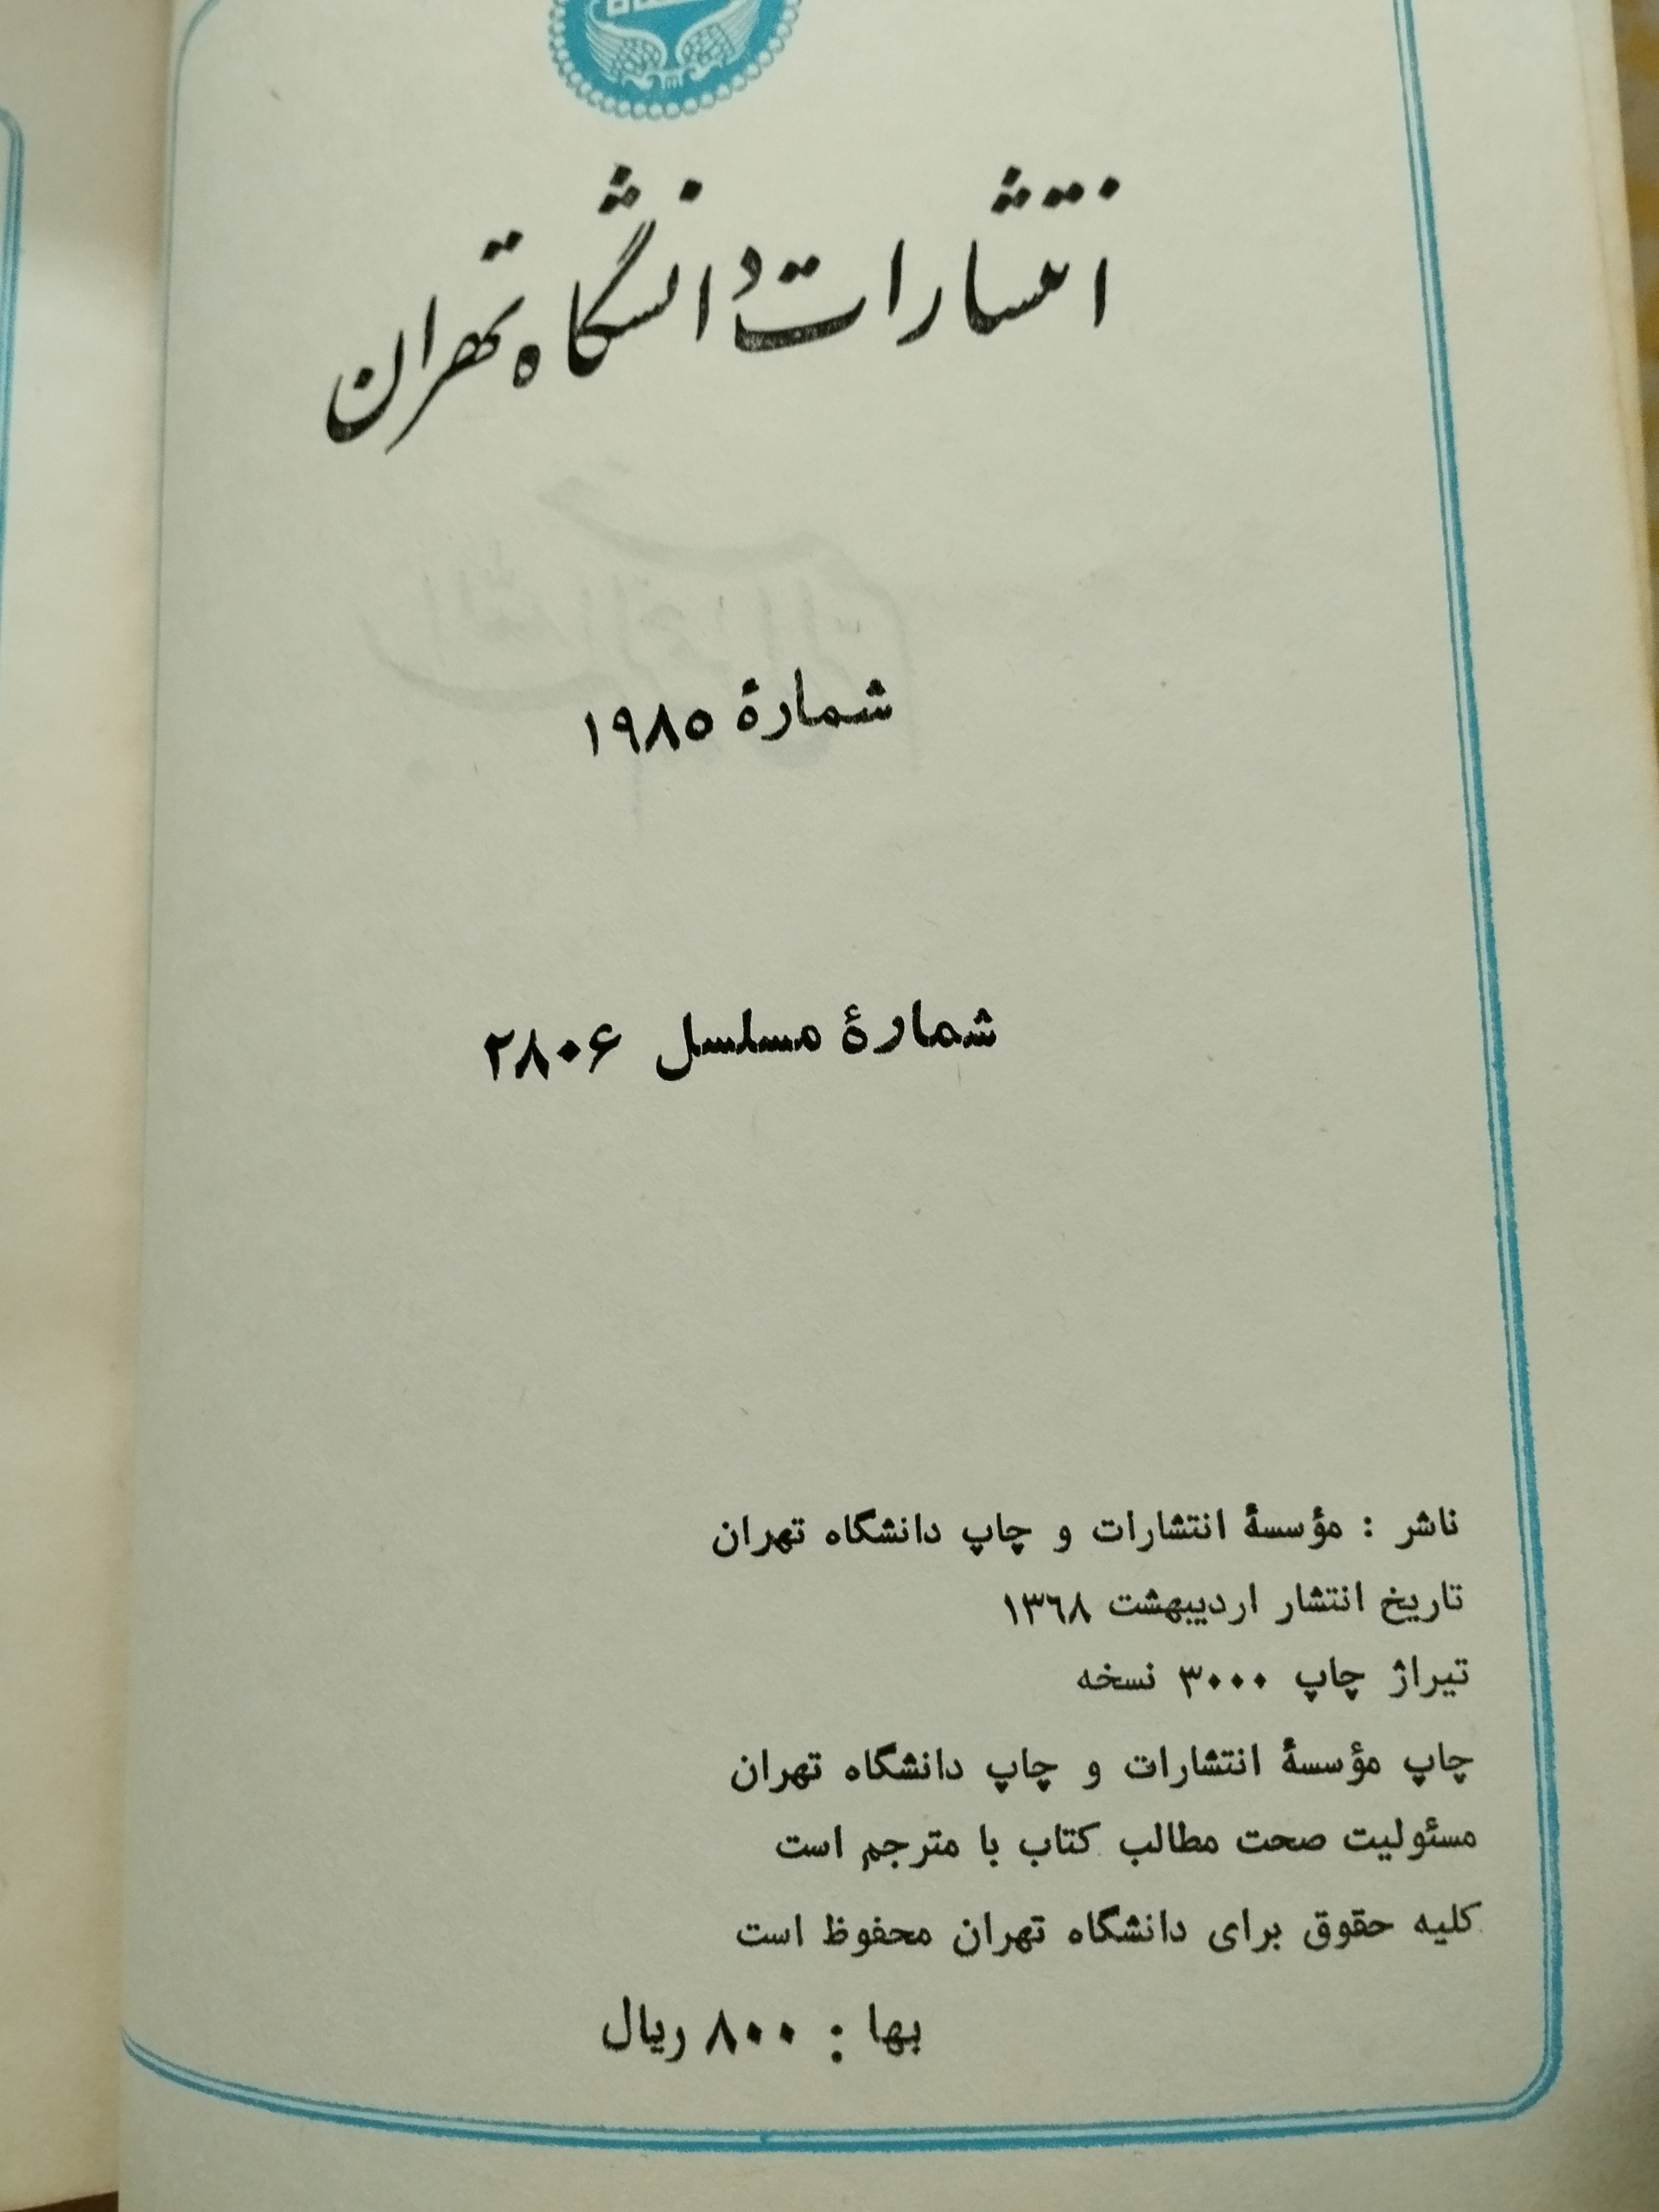 انتشارات دانشگاه تهران
شمارهٔ ۱۹۸۵
شمارهٔ مسلسل ۲۸۰۶
ناشر : مؤسسهٔ انتشارات و چاپ دانشگاه تهران
تاریخ انتشار اردیبهشت ۱۳۶۸
تیراژ چاپ ۳۰۰۰ نسخه
چاپ مؤسسهٔ انتشارات و چاپ دانشگاه تهران
مسئولیت صحت مطالب کتاب با مترجم است
کلیه حقوق برای دانشگاه تهران محفوظ است
بها : ۸۰۰ ریال